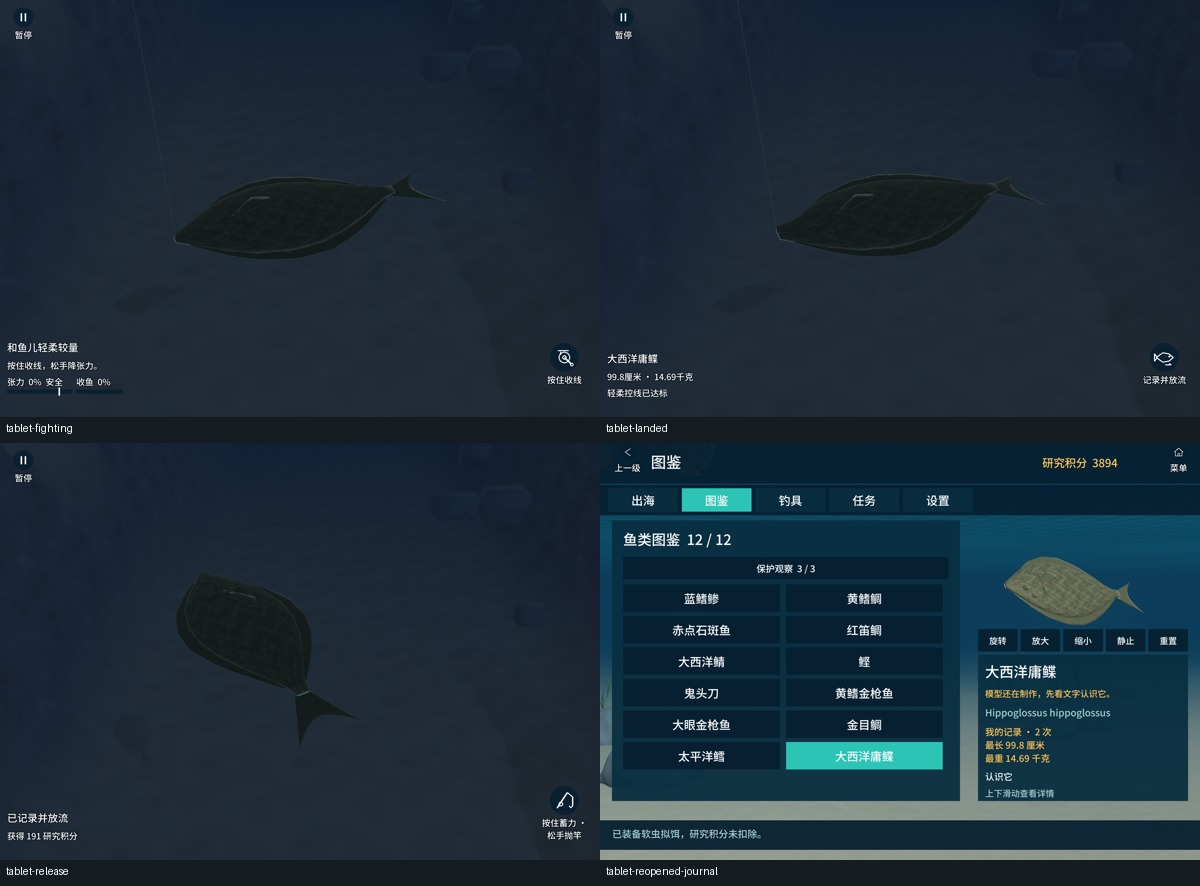 暂停
和鱼儿轻柔较量
按住收线，松手降张力。
张力 0% 安全 收鱼 0%
按住收线
tablet-fighting
暂停
大西洋庸鲽
99.8厘米 · 14.69千克
轻柔控线已达标
记录并放流
tablet-landed
暂停
已记录并放流
获得 191 研究积分
按住蓄力 ·
松手抛竿
tablet-release
上一级
图鉴
研究积分 3894
菜单
出海
图鉴
钓具
任务
设置
鱼类图鉴 12 / 12
保护观察 3 / 3
蓝鳍鲹
黄鳍鲷
赤点石斑鱼
红笛鲷
大西洋鲭
鲣
鬼头刀
黄鳍金枪鱼
大眼金枪鱼
金目鲷
太平洋鳕
大西洋庸鲽
旋转
放大
缩小
静止
重置
大西洋庸鲽
模型还在制作，先看文字认识它。
Hippoglossus hippoglossus
我的记录 · 2 次
最长 99.8 厘米
最重 14.69 千克
认识它
上下滑动查看详情
已装备软虫拟饵，研究积分未扣除。
tablet-reopened-journal